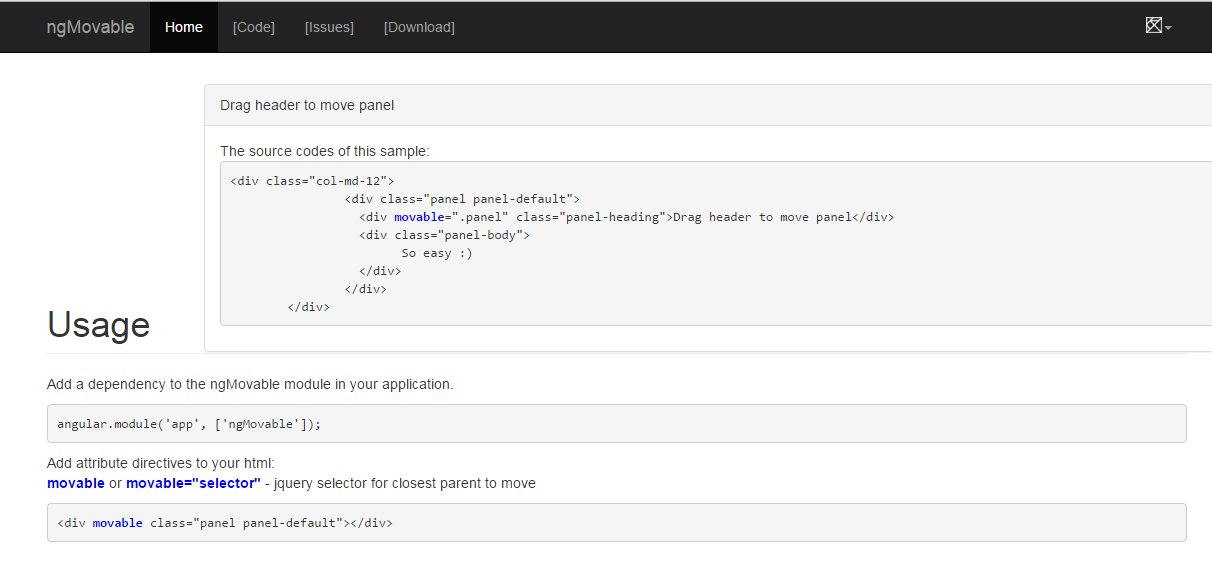 ngMovable Home [Code] [Issues] [Download]
Drag header to move panel
The source codes of this sample:
<div class="col-md-12">
<div class="panel panel-default">
<div movable=".panel" class="panel-heading">Drag header to move panel</div>
<div class="panel-body">
So easy :)
</div>
</div>
</div>
Usage
Add a dependency to the ngMovable module in your application.
angular.module('app', ['ngMovable']);
Add attribute directives to your html:
movable or movable="selector" - jquery selector for closest parent to move
<div movable class="panel panel-default"></div>